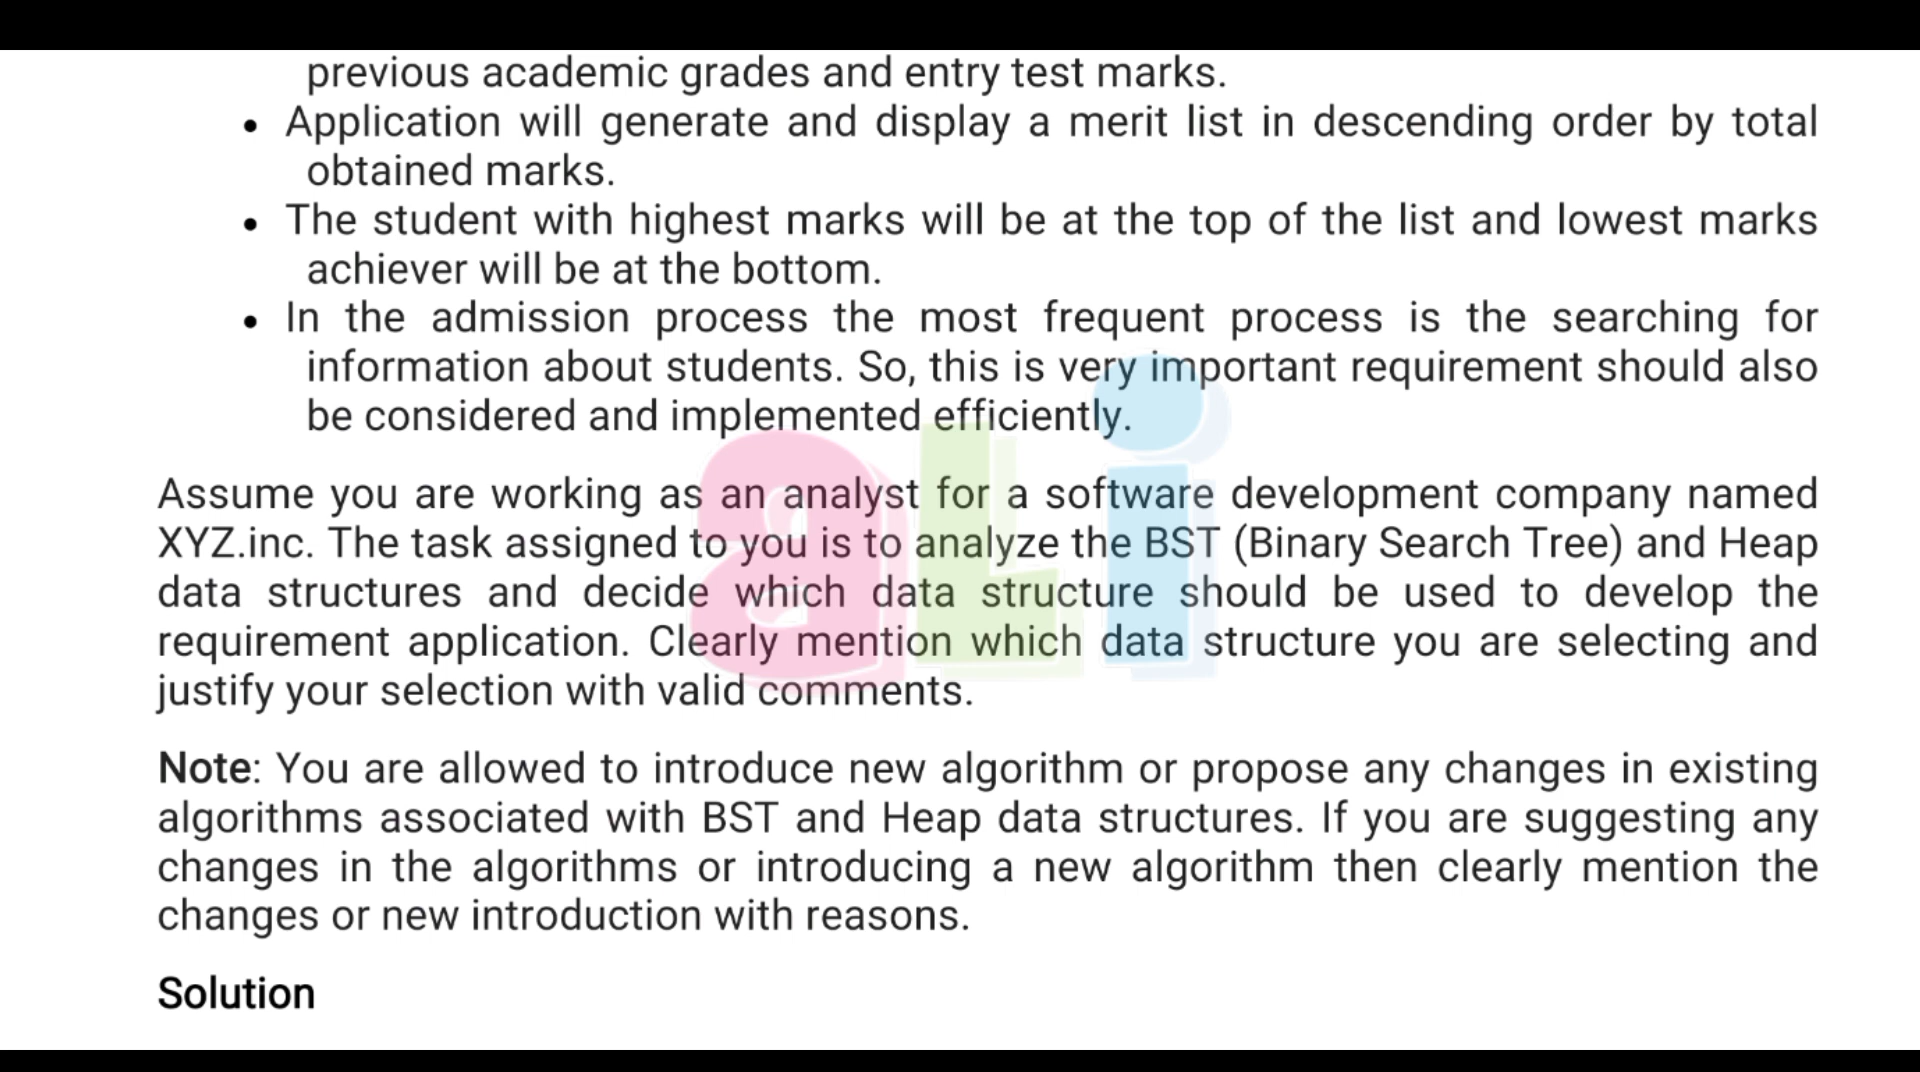 previous academic grades and entry test marks.
• Application will generate and display a merit list in descending order by total
obtained marks.
• The student with highest marks will be at the top of the list and lowest marks
achiever will be at the bottom.
• In the admission process the most frequent process is the searching for
information about students. So, this is very important requirement should also
be considered and implemented efficiently.
Assume you are working as an analyst for a software development company named
XYZ.inc. The task assigned to you is to analyze the BST (Binary Search Tree) and Heap
data structures and decide which data structure should be used to develop the
requirement application. Clearly mention which data structure you are selecting and
justify your selection with valid comments.
Note: You are allowed to introduce new algorithm or propose any changes in existing
algorithms associated with BST and Heap data structures. If you are suggesting any
changes in the algorithms or introducing a new algorithm then clearly mention the
changes or new introduction with reasons.
Solution
aLi